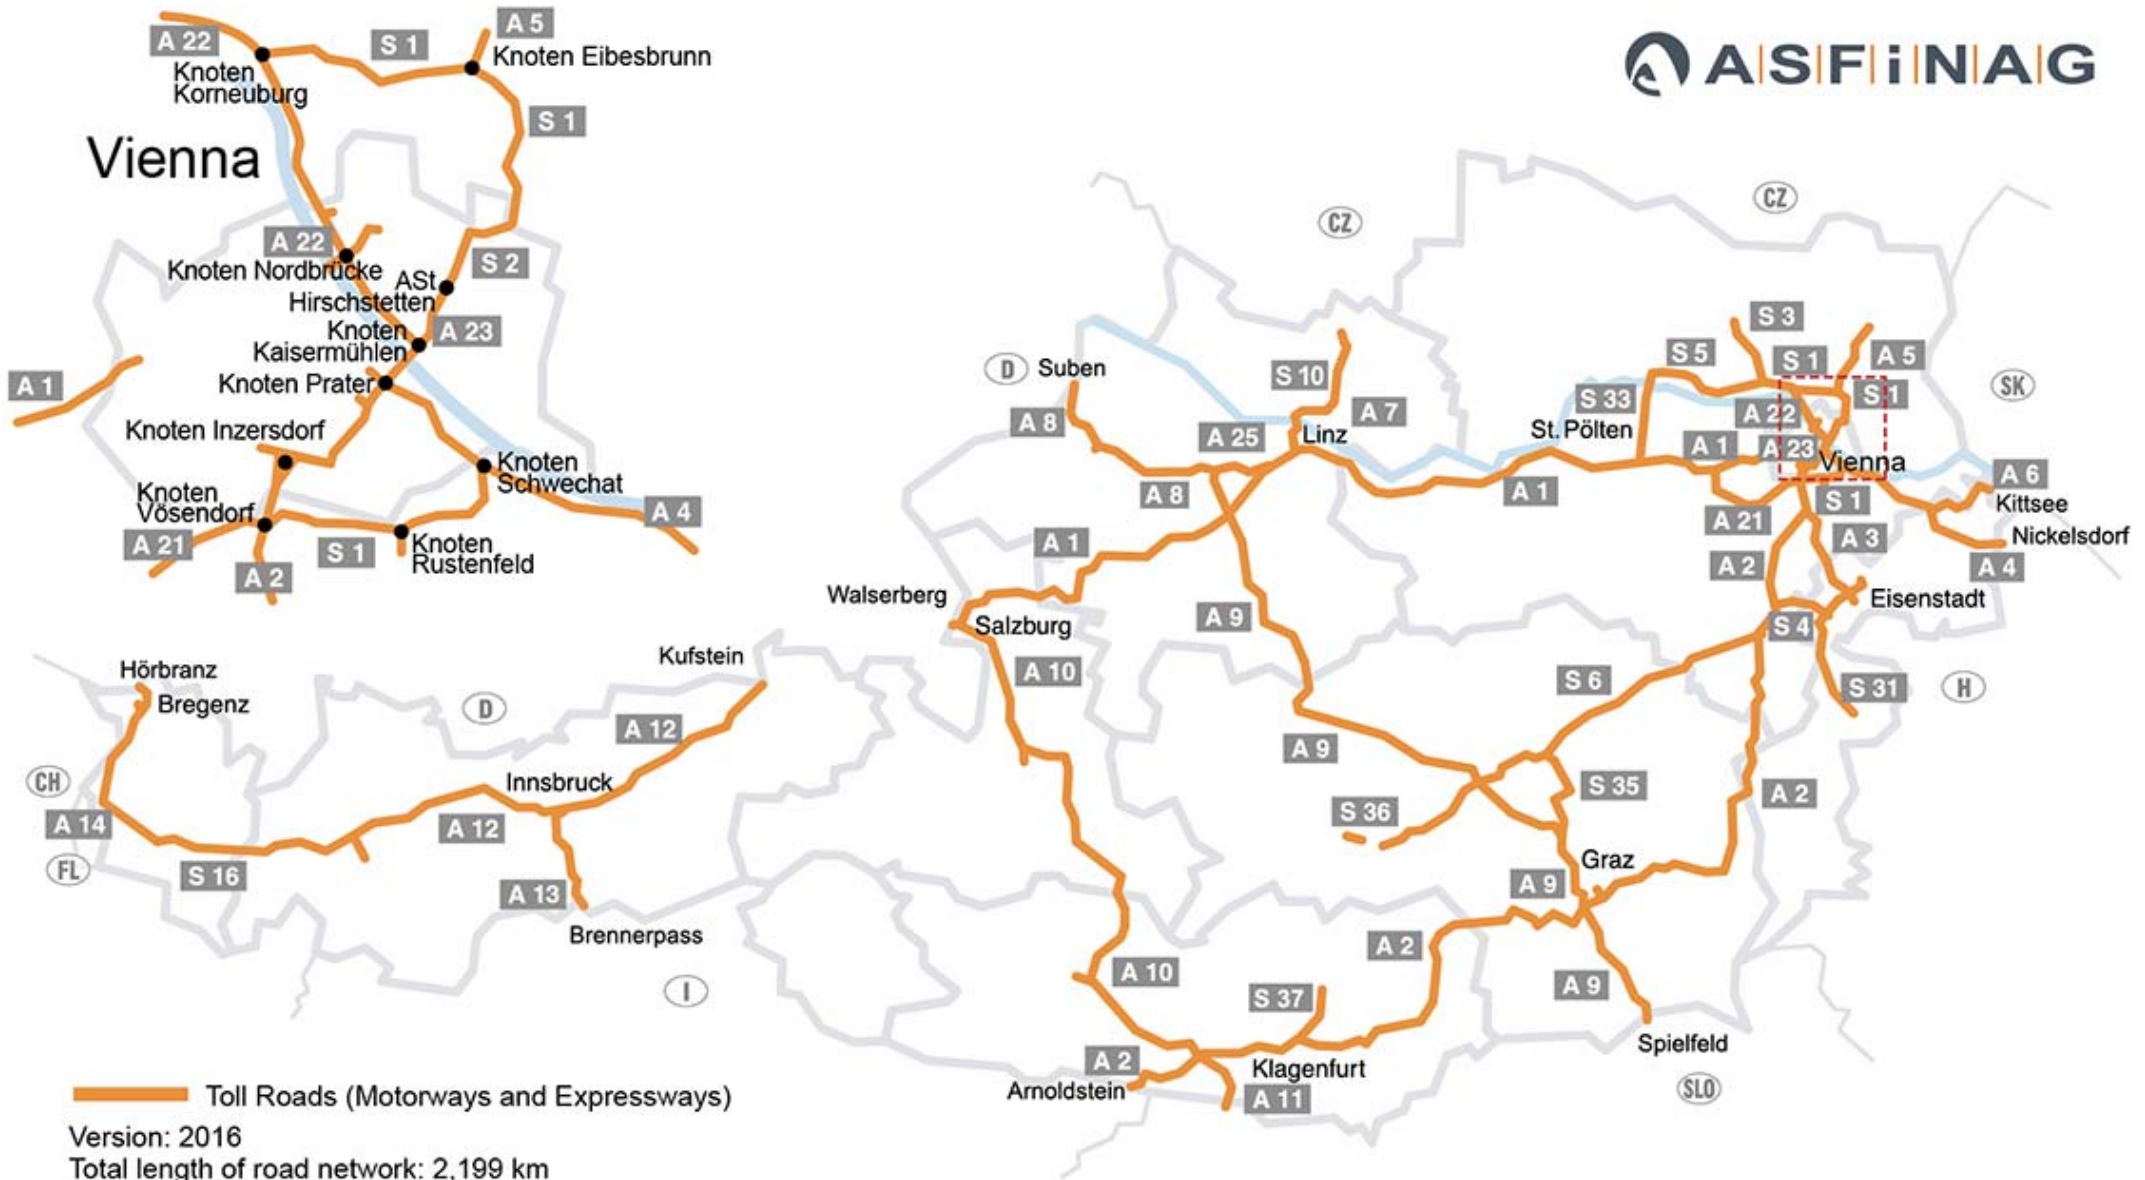 A 22
S 1
A 5
Knoten Eibesbrunn
Knoten
Korneuburg
S 1
Vienna
A 22
Knoten Nordbrücke
S 2
ASt
Hirschstetten
Knoten
Kaisermühlen
A 23
Knoten Prater
A 1
Knoten Inzersdorf
Knoten
Schwechat
Knoten
Vösendorf
A 4
A 21
S 1
Knoten
Rustenfeld
A 2
ASFiNAG
CZ
CZ
D
Suben
S 10
A 7
A 8
A 25
Linz
A 8
S 3
S 5
S 1
A 5
S 33
S 1
SK
A 22
St. Pölten
A 1
A 23
Vienna
A 6
Kittsee
A 1
S 1
A 21
A 3
Nickelsdorf
A 2
A 4
Eisenstadt
A 1
Walserberg
Salzburg
A 9
S 4
A 10
S 6
S 31
H
A 9
S 35
A 2
S 36
Graz
A 9
A 2
A 10
A 9
S 37
Spielfeld
A 2
Klagenfurt
Arnoldstein
A 11
SLO
Hörbranz
Bregenz
D
Kufstein
A 12
CH
Innsbruck
A 14
A 12
FL
S 16
A 13
Brennerpass
I
Toll Roads (Motorways and Expressways)
Version: 2016
Total length of road network: 2,199 km